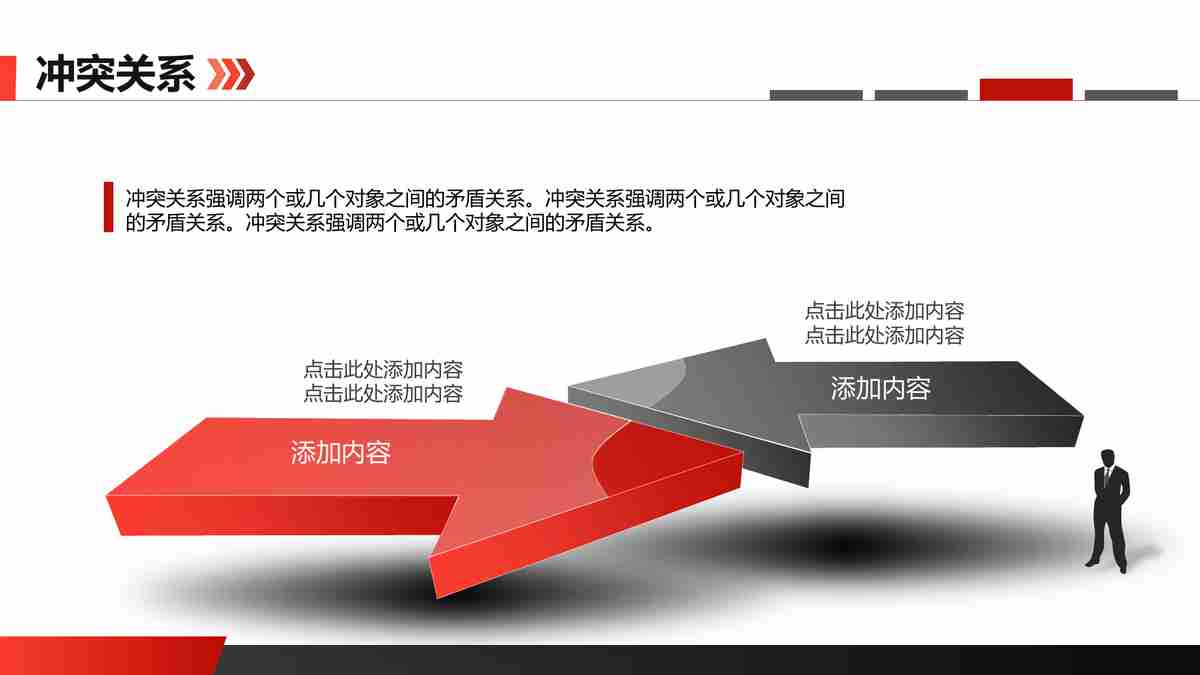 冲突关系
冲突关系强调两个或几个对象之间的矛盾关系。冲突关系强调两个或几个对象之间
的矛盾关系。冲突关系强调两个或几个对象之间的矛盾关系。
点击此处添加内容
点击此处添加内容
添加内容
点击此处添加内容
点击此处添加内容
添加内容